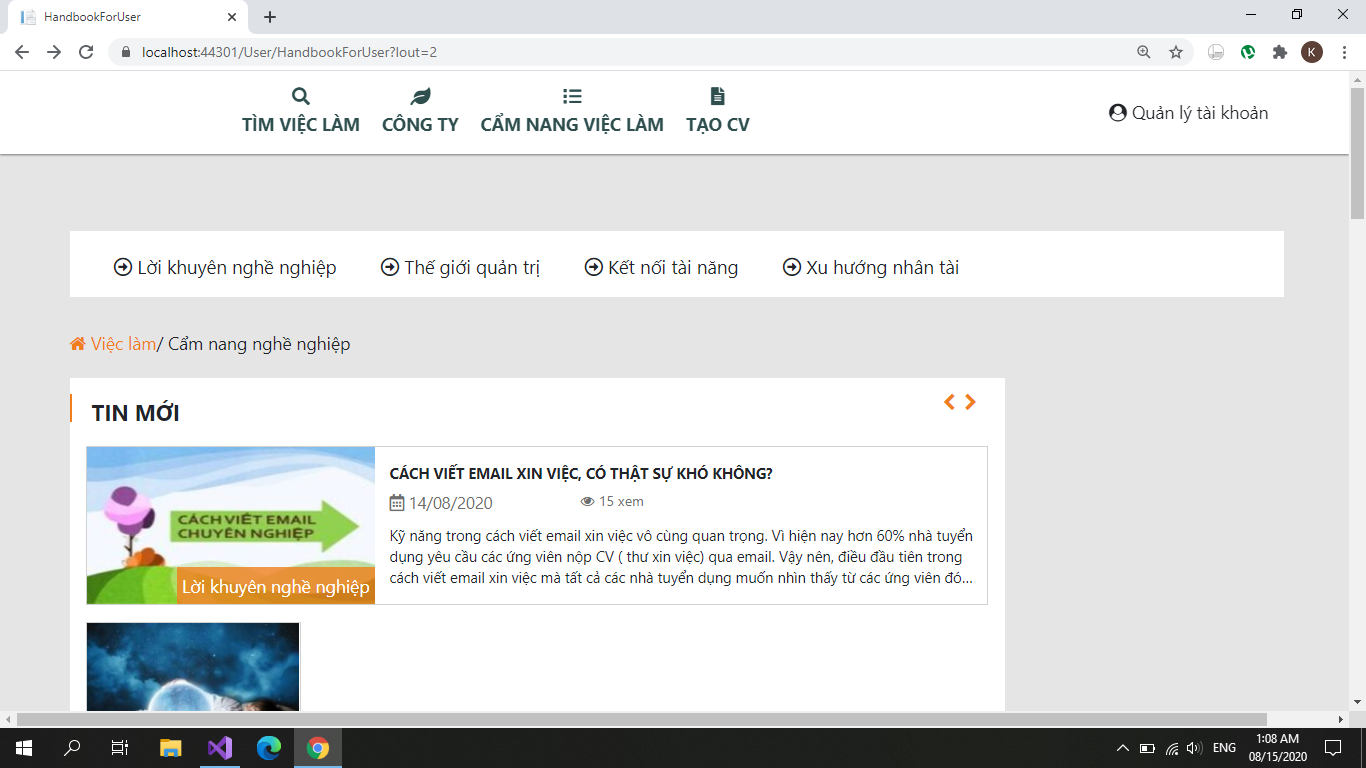 HandbookForUser
localhost:44301/User/HandbookForUser?lout=2
K
TÌM VIỆC LÀM CÔNG TY CẨM NANG VIỆC LÀM TẠO CV
Quản lý tài khoản
Lời khuyên nghề nghiệp Thế giới quản trị Kết nối tài năng Xu hướng nhân tài
Việc làm/ Cẩm nang nghề nghiệp
TIN MỚI
CÁCH VIẾT EMAIL
CHUYÊN NGHIỆP
Lời khuyên nghề nghiệp
CÁCH VIẾT EMAIL XIN VIỆC, CÓ THẬT SỰ KHÓ KHÔNG?
14/08/2020 15 xem
Kỹ năng trong cách viết email xin việc vô cùng quan trọng. Vì hiện nay hơn 60% nhà tuyển
dụng yêu cầu các ứng viên nộp CV ( thư xin việc) qua email. Vậy nên, điều đầu tiên trong
cách viết email xin việc mà tất cả các nhà tuyển dụng muốn nhìn thấy từ các ứng viên đó...
ENG
1:08 AM
08/15/2020